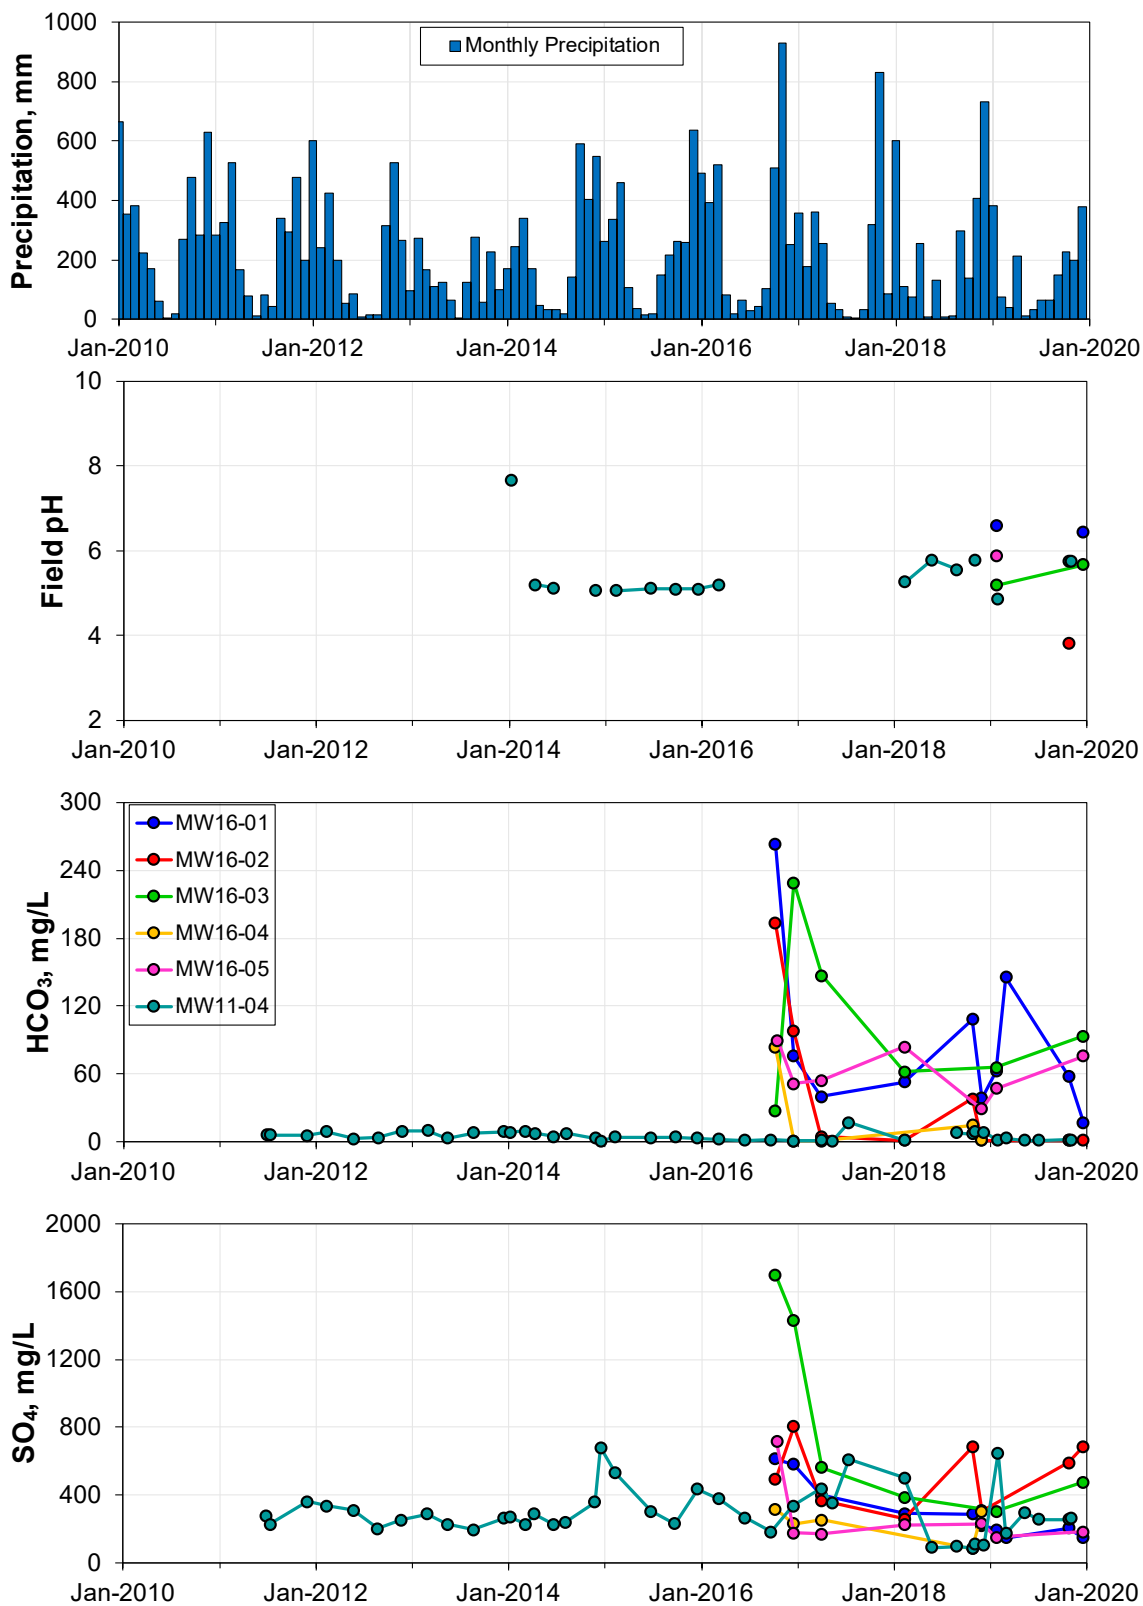 1000
800
600
400
200
0
Precipitation, mm
Monthly Precipitation
Jan-2010 Jan-2012 Jan-2014 Jan-2016 Jan-2018 Jan-2020
10
8
6
4
2
Field pH
Jan-2010 Jan-2012 Jan-2014 Jan-2016 Jan-2018 Jan-2020
300
240
180
120
60
0
HCO₃, mg/L
MW16-01
MW16-02
MW16-03
MW16-04
MW16-05
MW11-04
Jan-2010 Jan-2012 Jan-2014 Jan-2016 Jan-2018 Jan-2020
2000
1600
1200
800
400
0
SO₄, mg/L
Jan-2010 Jan-2012 Jan-2014 Jan-2016 Jan-2018 Jan-2020